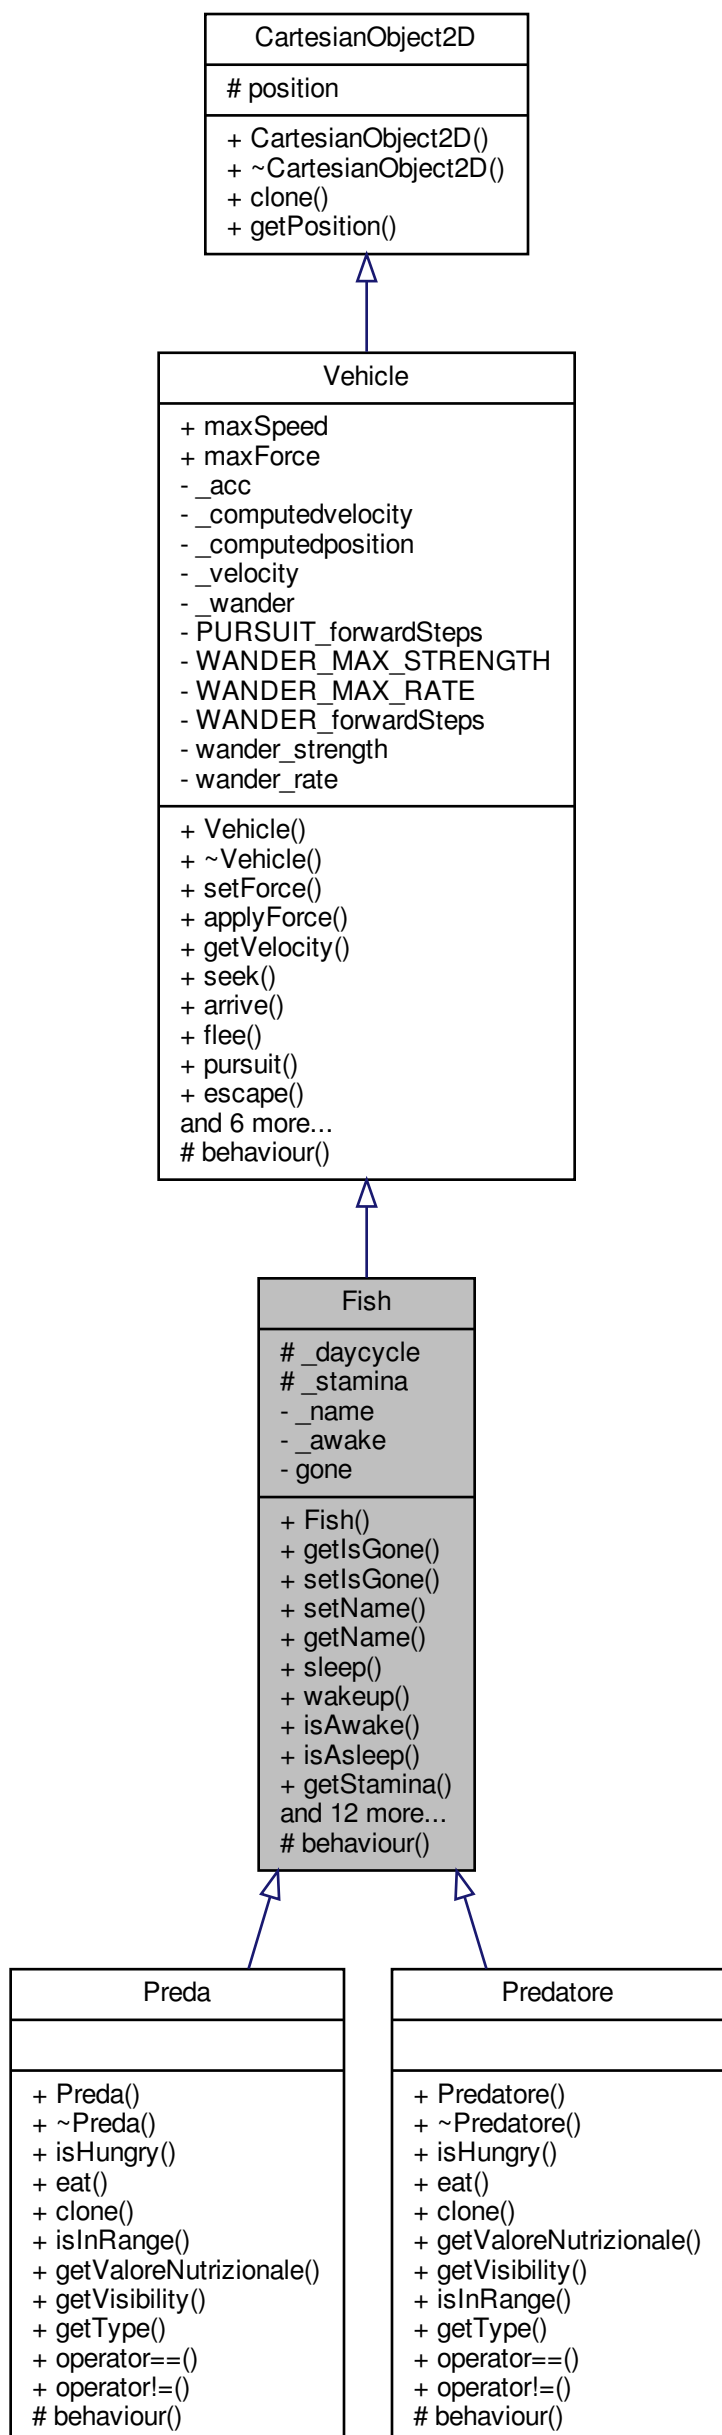 CartesianObject2D
# position
+ CartesianObject2D()
+ ~CartesianObject2D()
+ clone()
+ getPosition()
Vehicle
+ maxSpeed
+ maxForce
- _acc
- _computedvelocity
- _computedposition
- _velocity
- _wander
- PURSUIT_forwardSteps
- WANDER_MAX_STRENGTH
- WANDER_MAX_RATE
- WANDER_forwardSteps
- wander_strength
- wander_rate
+ Vehicle()
+ ~Vehicle()
+ setForce()
+ applyForce()
+ getVelocity()
+ seek()
+ arrive()
+ flee()
+ pursuit()
+ escape()
and 6 more...
# behaviour()
Fish
# _daycycle
# _stamina
- _name
- _awake
- gone
+ Fish()
+ getIsGone()
+ setIsGone()
+ setName()
+ getName()
+ sleep()
+ wakeup()
+ isAwake()
+ isAsleep()
+ getStamina()
and 12 more...
# behaviour()
Preda
+ Preda()
+ ~Preda()
+ isHungry()
+ eat()
+ clone()
+ isInRange()
+ getValoreNutrizionale()
+ getVisibility()
+ getType()
+ operator==()
+ operator!=()
# behaviour()
Predatore
+ Predatore()
+ ~Predatore()
+ isHungry()
+ eat()
+ clone()
+ getValoreNutrizionale()
+ getVisibility()
+ isInRange()
+ getType()
+ operator==()
+ operator!=()
# behaviour()